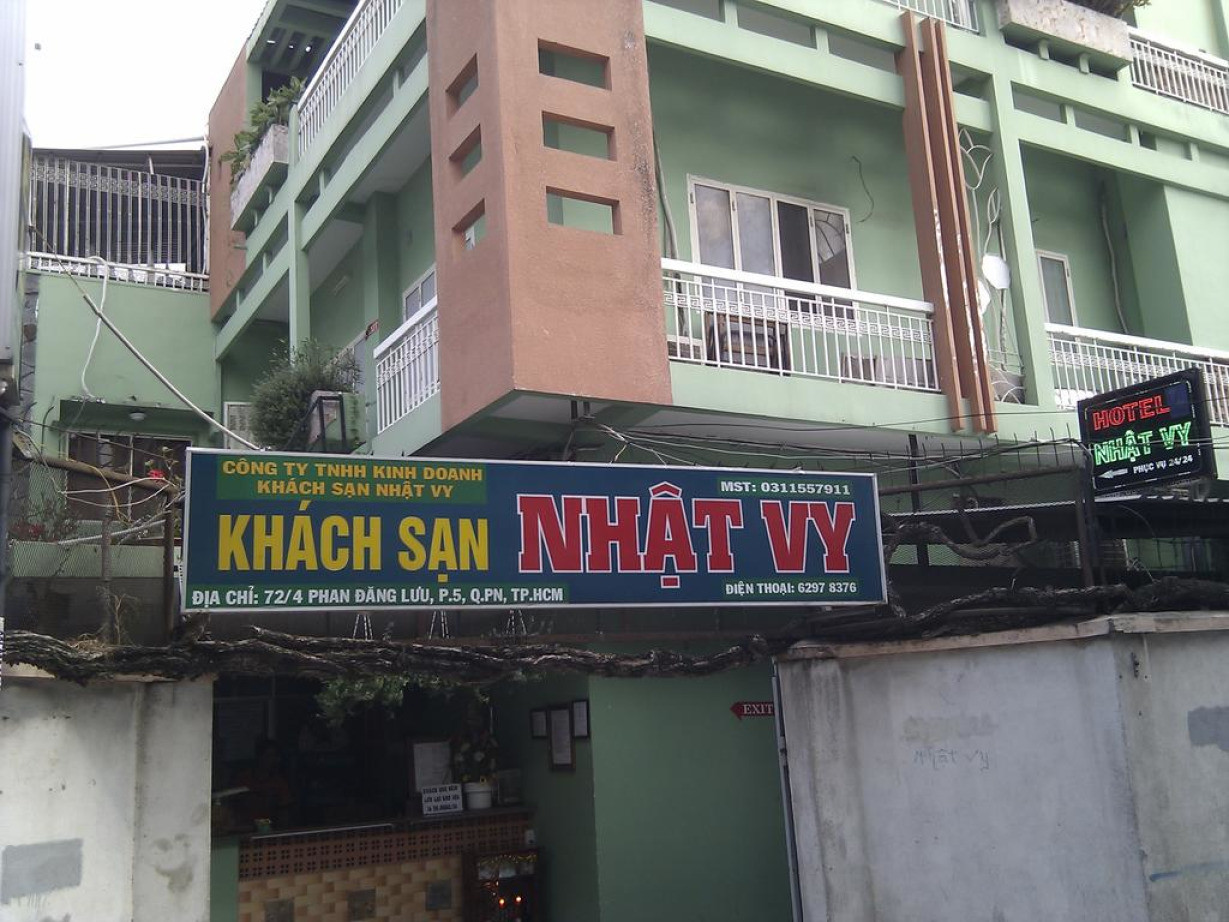 CÔNG TY TNHH KINH DOANH
KHÁCH SẠN NHẬT VY
MST: 0311557911
KHÁCH SẠN NHẬT VY
ĐỊA CHỈ: 72/4 PHAN ĐĂNG LƯU, P.5, Q.PN, TP.HCM
ĐIỆN THOẠI: 6297 8376
HOTEL
NHẬT VY
PHỤC VỤ 24/24
EXIT
nhật vy